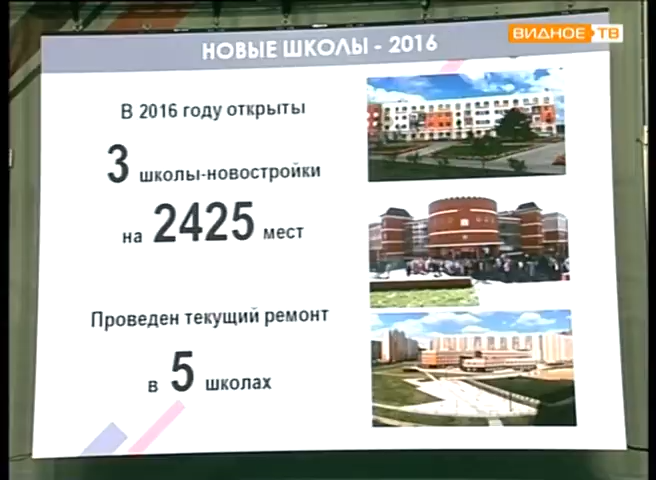 ВИДНОЕ ТВ
НОВЫЕ ШКОЛЫ - 2016
В 2016 году открыты
3 школы-новостройки
на 2425 мест
Проведен текущий ремонт
в 5 школах